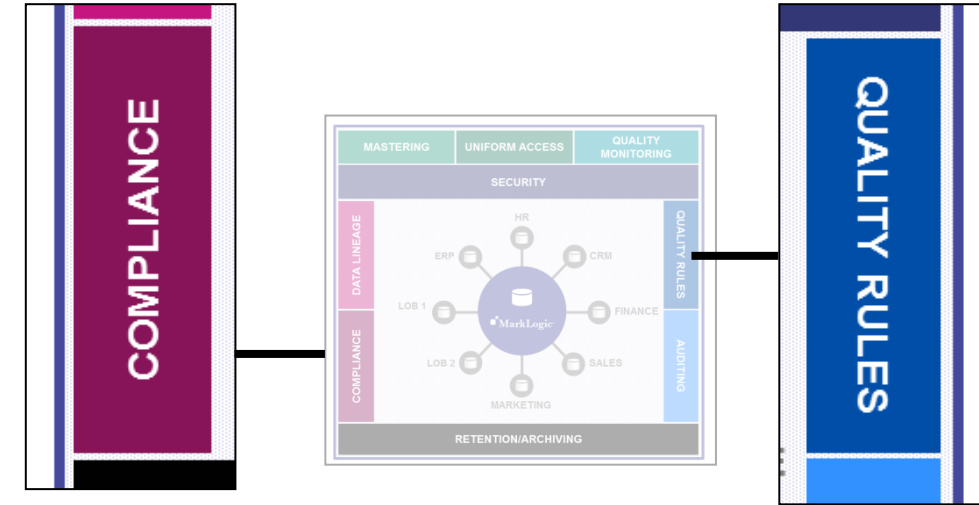 COMPLIANCE
MASTERING
UNIFORM ACCESS
QUALITY
MONITORING
SECURITY
DATA LINEAGE
COMPLIANCE
HR
ERP
CRM
LOB 1
MarkLogic
FINANCE
LOB 2
SALES
MARKETING
QUALITY RULES
AUDITING
RETENTION/ARCHIVING
QUALITY RULES